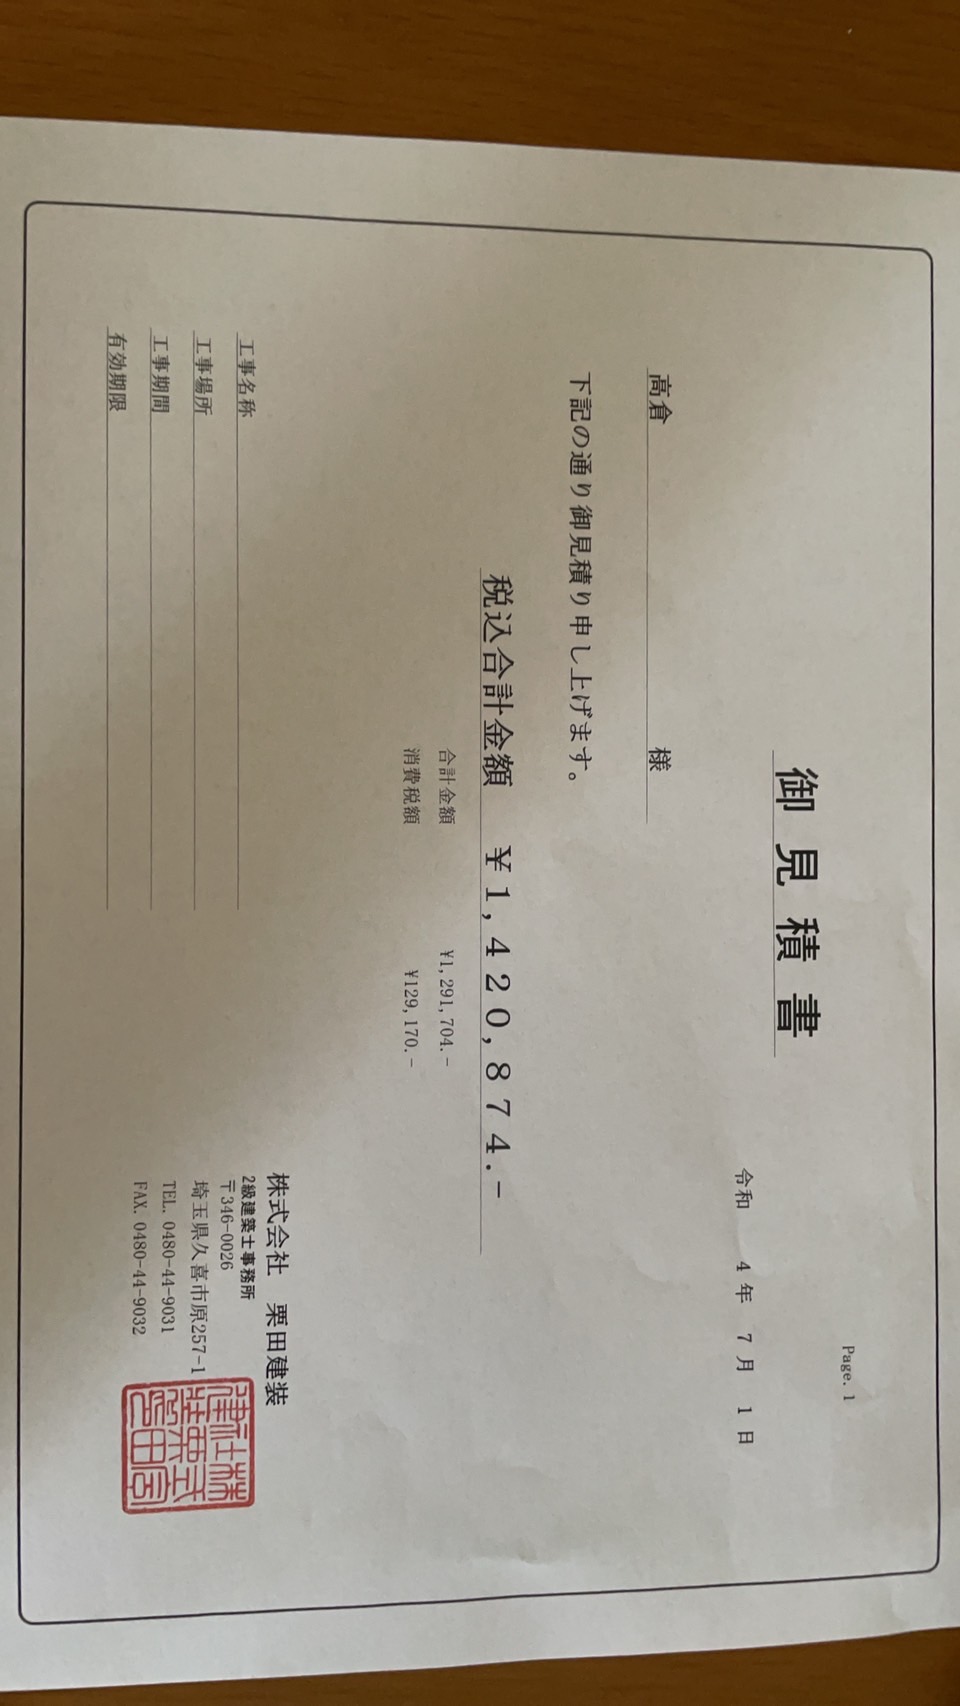 Page. 1
御見積書
令和 4年 7月 1日
高倉 様
下記の通り御見積り申し上げます。
税込合計金額 ￥1,420,874.-
合計金額 ¥1,291,704.-
消費税額 ¥129,170.-
工事名称
工事場所
工事期間
有効期限
株式会社 栗田建装
2級建築士事務所
〒346-0026
埼玉県久喜市原257-1
TEL. 0480-44-9031
FAX. 0480-44-9032